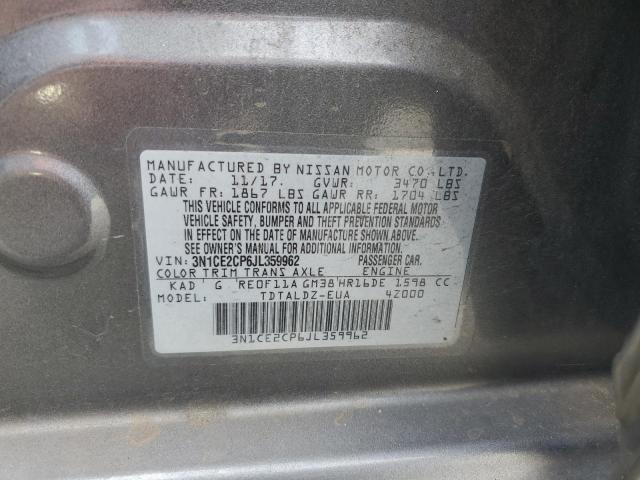 MANUFACTURED BY NISSAN MOTOR CO.,LTD.
DATE: 11/17. GVWR: 3470 LBS
GAWR FR: 1867 LBS GAWR RR: 1704 LBS
THIS VEHICLE CONFORMS TO ALL APPLICABLE FEDERAL MOTOR
VEHICLE SAFETY, BUMPER AND THEFT PREVENTION STANDARDS
IN EFFECT ON THE DATE OF MANUFACTURE SHOWN ABOVE.
SEE OWNER'S MANUAL FOR ADDITIONAL INFORMATION.
VIN: 3N1CE2CP6JL359962 PASSENGER CAR.
COLOR TRIM TRANS AXLE ENGINE
KAD G RE0F11A GM38 HR16DE 1598 CC
MODEL: TDTALDZ-EUA 4Z000
3N1CE2CP6JL359962